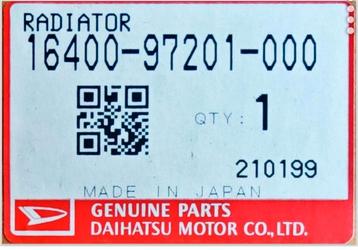 RADIATOR
16400-97201-000
QTY: 1
210199
MADE IN JAPAN
GENUINE PARTS
DAIHATSU MOTOR CO., LTD.